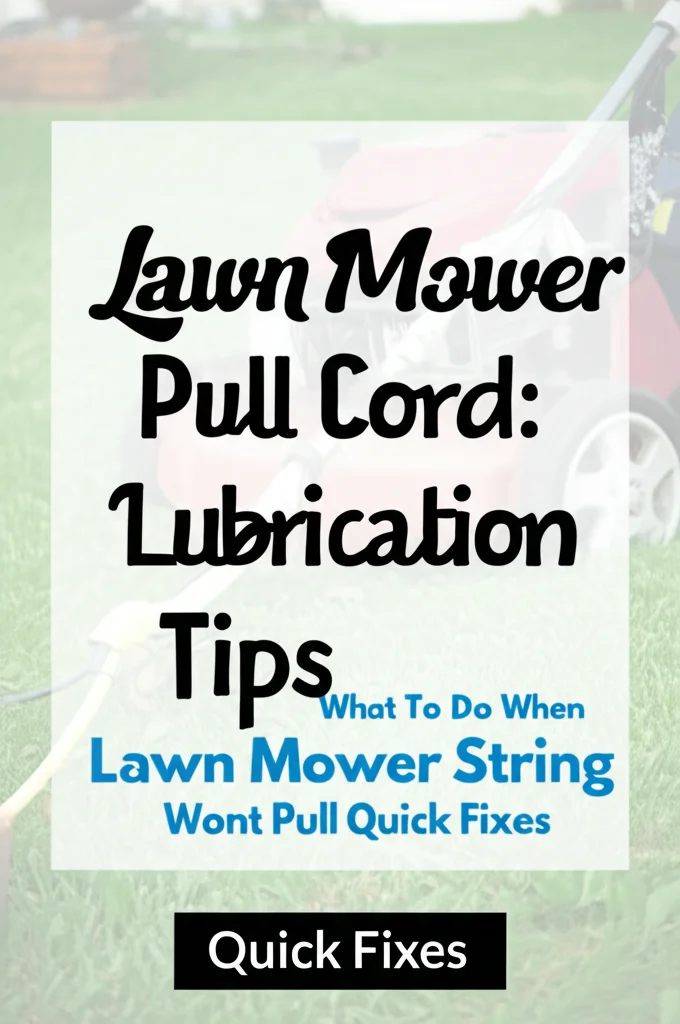 Lawn Mower
Pull Cord:
Lubrication
Tips
What To Do When
Lawn Mower String
Wont Pull Quick Fixes
Quick Fixes